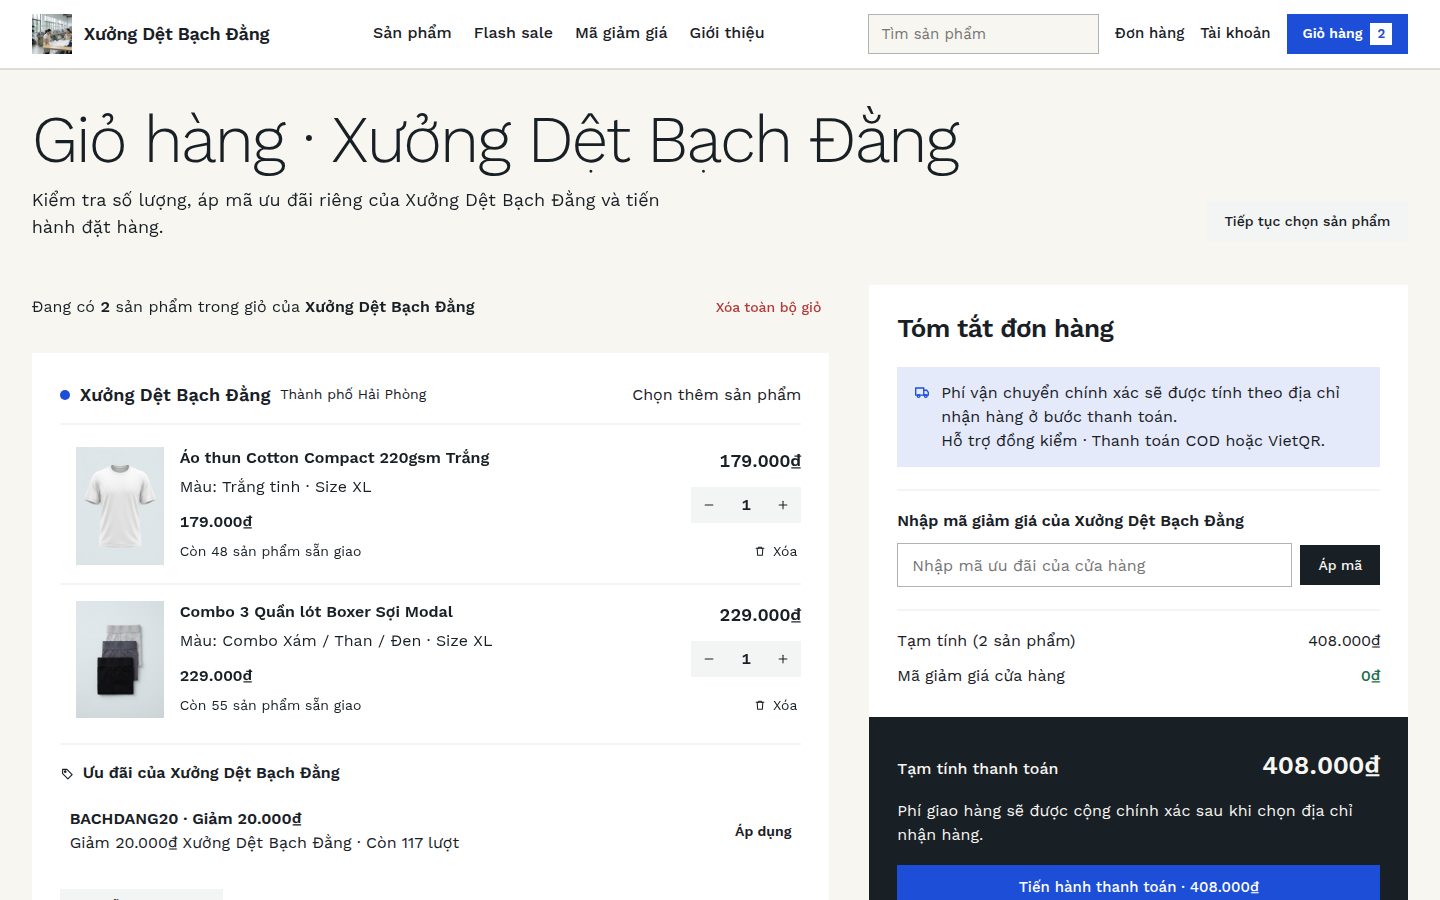 Xưởng Dệt Bạch Đằng
Sản phẩm
Flash sale
Mã giảm giá
Giới thiệu
Tìm sản phẩm
Đơn hàng
Tài khoản
Giỏ hàng 2
Giỏ hàng · Xưởng Dệt Bạch Đằng
Kiểm tra số lượng, áp mã ưu đãi riêng của Xưởng Dệt Bạch Đằng và tiến
hành đặt hàng.
Tiếp tục chọn sản phẩm
Đang có 2 sản phẩm trong giỏ của Xưởng Dệt Bạch Đằng
Xóa toàn bộ giỏ
Xưởng Dệt Bạch Đằng Thành phố Hải Phòng
Chọn thêm sản phẩm
Áo thun Cotton Compact 220gsm Trắng
Màu: Trắng tinh · Size XL
179.000₫
Còn 48 sản phẩm sẵn giao
179.000₫
− 1 +
Xóa
Combo 3 Quần lót Boxer Sợi Modal
Màu: Combo Xám / Than / Đen · Size XL
229.000₫
Còn 55 sản phẩm sẵn giao
229.000₫
− 1 +
Xóa
Ưu đãi của Xưởng Dệt Bạch Đằng
BACHDANG20 · Giảm 20.000₫
Giảm 20.000₫ Xưởng Dệt Bạch Đằng · Còn 117 lượt
Áp dụng
Tóm tắt đơn hàng
Phí vận chuyển chính xác sẽ được tính theo địa chỉ
nhận hàng ở bước thanh toán.
Hỗ trợ đồng kiểm · Thanh toán COD hoặc VietQR.
Nhập mã giảm giá của Xưởng Dệt Bạch Đằng
Nhập mã ưu đãi của cửa hàng
Áp mã
Tạm tính (2 sản phẩm)
408.000₫
Mã giảm giá cửa hàng
0₫
Tạm tính thanh toán
408.000₫
Phí giao hàng sẽ được cộng chính xác sau khi chọn địa chỉ
nhận hàng.
Tiến hành thanh toán · 408.000₫